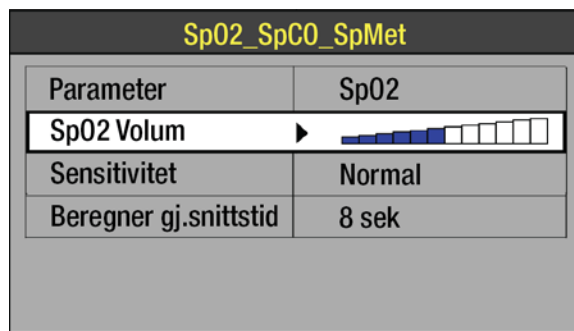 SpO2_SpCO_SpMet
Parameter SpO2
SpO2 Volum
Sensitivitet Normal
Beregner gj.snittstid 8 sek